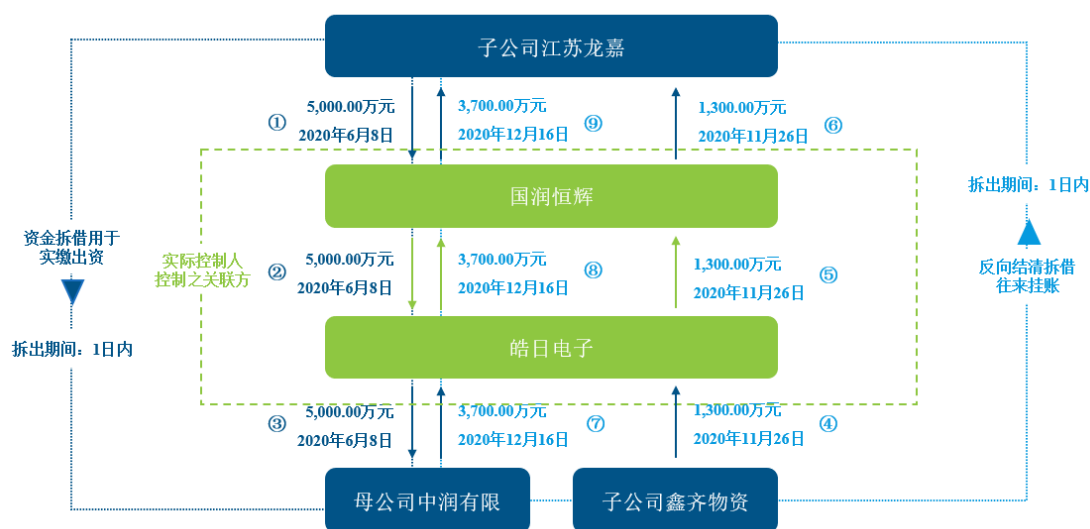 子公司江苏龙嘉
①
5,000.00万元
2020年6月8日
3,700.00万元
2020年12月16日
⑨
1,300.00万元
2020年11月26日
⑥
国润恒辉
拆出期间：1日内
资金拆借用于
实缴出资
实际控制人
控制之关联方
②
5,000.00万元
2020年6月8日
3,700.00万元
2020年12月16日
⑧
1,300.00万元
2020年11月26日
⑤
反向结清拆借
往来挂账
拆出期间：1日内
皓日电子
③
5,000.00万元
2020年6月8日
3,700.00万元
2020年12月16日
⑦
1,300.00万元
2020年11月26日
④
母公司中润有限
子公司鑫齐物资